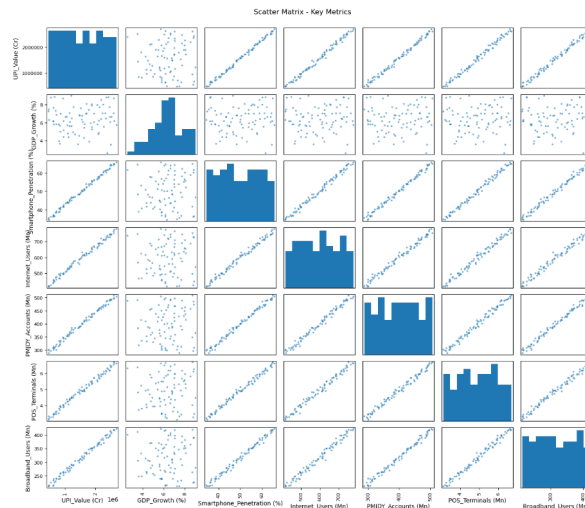 Scatter Matrix - Key Metrics
UPI_Value (Cr)
2000000
1000000
GDP_Growth (%)
8
6
4
Smartphone_Penetration (%)
60
50
40
Internet_Users (Mn)
700
600
500
PMJDY_Accounts (Mn)
500
450
400
350
300
POS_Terminals (Mn)
6
5
4
Broadband_Users (Mn)
400
350
300
250
1 2 1e6
UPI_Value (Cr)
4 6 8
GDP_Growth (%)
40 50 60
Smartphone_Penetration (%)
500 600 700
Internet_Users (Mn)
300 400 500
PMJDY_Accounts (Mn)
4 5 6
POS_Terminals (Mn)
300 400
Broadband_Users (Mn)